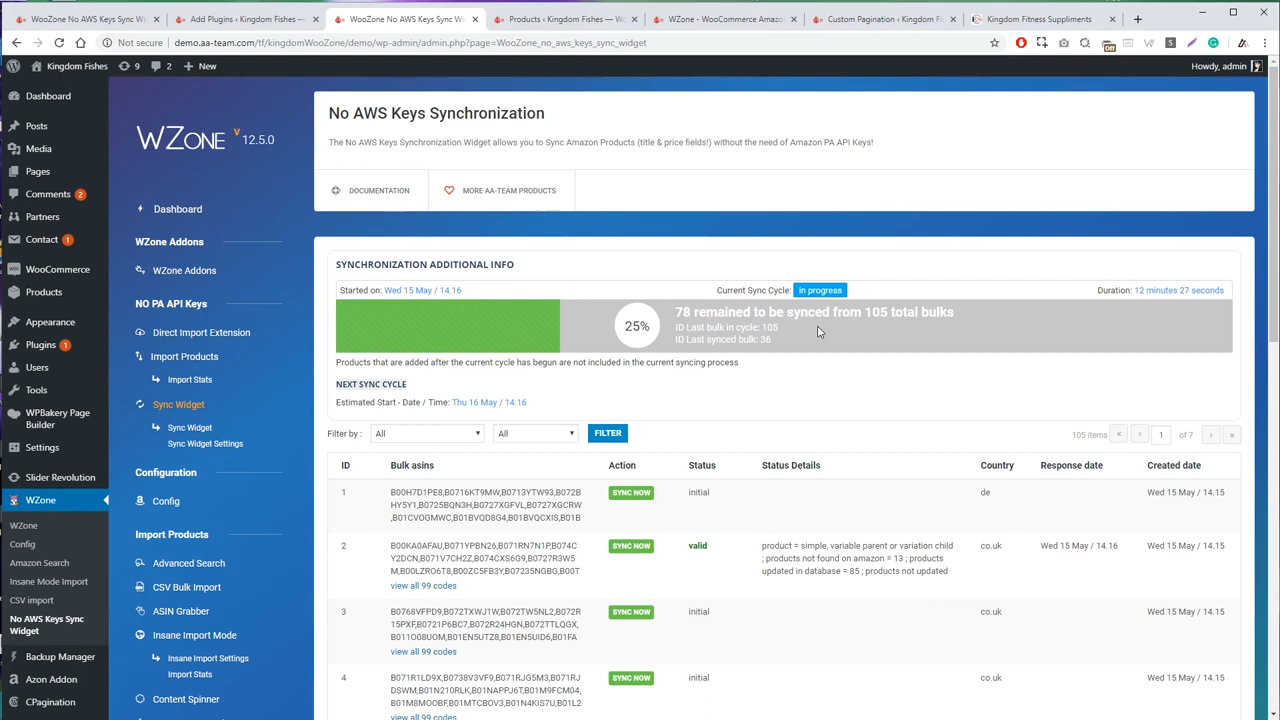 WooZone No AWS Keys Sync Wi
Add Plugins ‹ Kingdom Fishes —
WooZone No AWS Keys Sync Wi
Products ‹ Kingdom Fishes — Wo
WZone - WooCommerce Amazon
Custom Pagination ‹ Kingdom Fi
Kingdom Fitness Suppliments
Not secure
demo.aa-team.com/tf/kingdomWooZone/demo/wp-admin/admin.php?page=WooZone_no_aws_keys_sync_widget
Off
Kingdom Fishes
9
2
New
Howdy, admin
Dashboard
Posts
Media
Pages
Comments 2
Partners
Contact 1
WooCommerce
Products
Appearance
Plugins 1
Users
Tools
WPBakery Page
Builder
Settings
Slider Revolution
WZone
WZone
Config
Amazon Search
Insane Mode Import
CSV import
No AWS Keys Sync
Widget
Backup Manager
Azon Addon
CPagination
WZONE V 12.5.0
Dashboard
WZone Addons
WZone Addons
NO PA API Keys
Direct Import Extension
Import Products
Import Stats
Sync Widget
Sync Widget
Sync Widget Settings
Configuration
Config
Import Products
Advanced Search
CSV Bulk Import
ASIN Grabber
Insane Import Mode
Insane Import Settings
Import Stats
Content Spinner
No AWS Keys Synchronization
The No AWS Keys Synchronization Widget allows you to Sync Amazon Products (title & price fields!) without the need of Amazon PA API Keys!
DOCUMENTATION
MORE AA-TEAM PRODUCTS
SYNCHRONIZATION ADDITIONAL INFO
Started on: Wed 15 May / 14.16
Current Sync Cycle: in progress
Duration: 12 minutes 27 seconds
25%
78 remained to be synced from 105 total bulks
ID Last bulk in cycle: 105
ID Last synced bulk: 36
Products that are added after the current cycle has begun are not included in the current syncing process
NEXT SYNC CYCLE
Estimated Start - Date / Time: Thu 16 May / 14.16
Filter by : All All FILTER
105 items « ‹ 1 of 7 › »
ID Bulk asins Action Status Status Details Country Response date Created date
1
B00H7D1PE8,B0716KT9MW,B0713YTW93,B072B
HY5Y1,B0725BQN3H,B0727XGFVL,B0727XGCRW
,B01CVOGMWC,B01BVQD8G4,B01BVQCXIS,B01B
SYNC NOW
initial
de
Wed 15 May / 14.15
2
B00KA0AFAU,B071YPBN26,B071RN7N1P,B074C
Y2DCN,B071V7CH2Z,B074CXS6G9,B0727R3W5
M,B00LZRO6T8,B00ZC5FB3Y,B07235NGBG,B00T
view all 99 codes
SYNC NOW
valid
product = simple, variable parent or variation child
; products not found on amazon = 13 ; products
updated in database = 85 ; products not updated
co.uk
Wed 15 May / 14.16
Wed 15 May / 14.15
3
B0768VFPD9,B072TXWJ1W,B072TW5NL2,B072R
15PXF,B0721P6BC7,B072R24HGN,B072TTLQGX,
B011O08UOM,B01EN5UTZ8,B01EN5UID6,B01FA
view all 99 codes
SYNC NOW
initial
co.uk
Wed 15 May / 14.15
4
B071R1LD9X,B0738V3VF9,B071RJG5M3,B071RJ
DSWM,B01N210RLK,B01NAPPJ6T,B01M9FCM04,
B01M8MOOBF,B01MTCBOV3,B01N4KIS7U,B01L2
view all 99 codes
SYNC NOW
initial
co.uk
Wed 15 May / 14.15